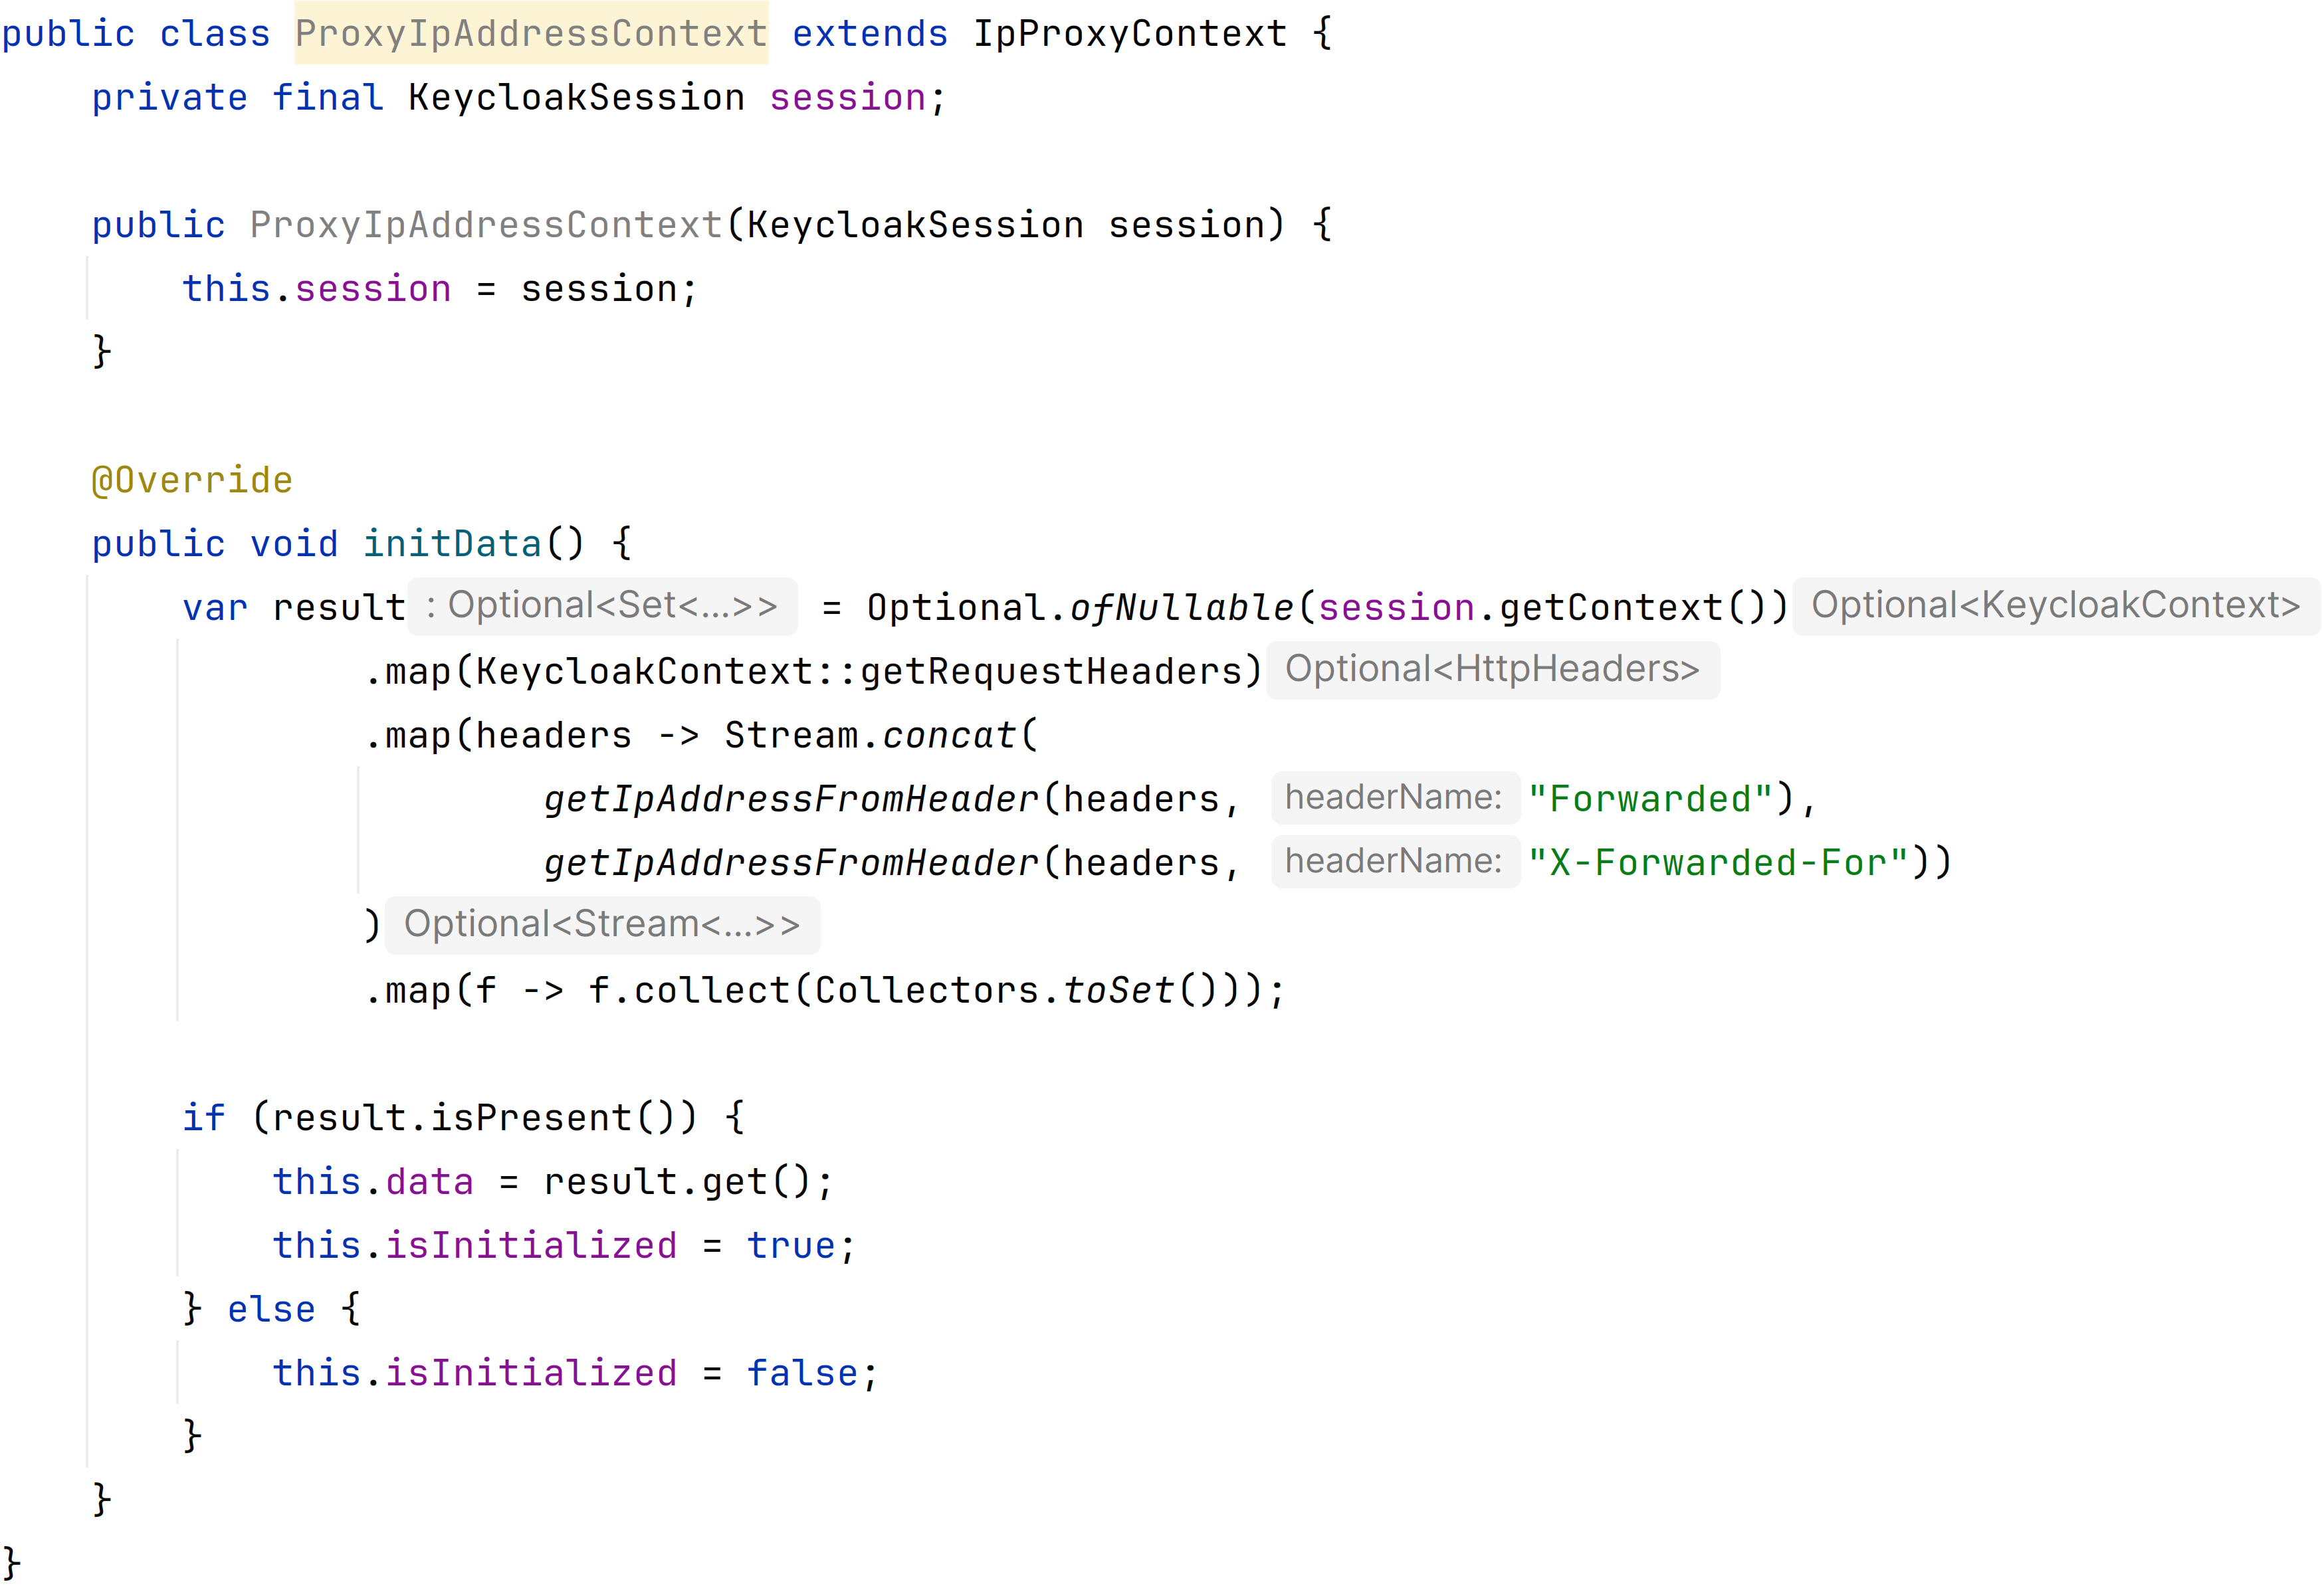 public class ProxyIpAddressContext extends IpProxyContext {
    private final KeycloakSession session;
    public ProxyIpAddressContext(KeycloakSession session) {
        this.session = session;
    }
    @Override
    public void initData() {
        var result : Optional<Set<...>> = Optional.ofNullable(session.getContext()) Optional<KeycloakContext>
                .map(KeycloakContext::getRequestHeaders) Optional<HttpHeaders>
                .map(headers -> Stream.concat(
                        getIpAddressFromHeader(headers, headerName: "Forwarded"),
                        getIpAddressFromHeader(headers, headerName: "X-Forwarded-For"))
                ) Optional<Stream<...>>
                .map(f -> f.collect(Collectors.toSet()));
        if (result.isPresent()) {
            this.data = result.get();
            this.isInitialized = true;
        } else {
            this.isInitialized = false;
        }
    }
}